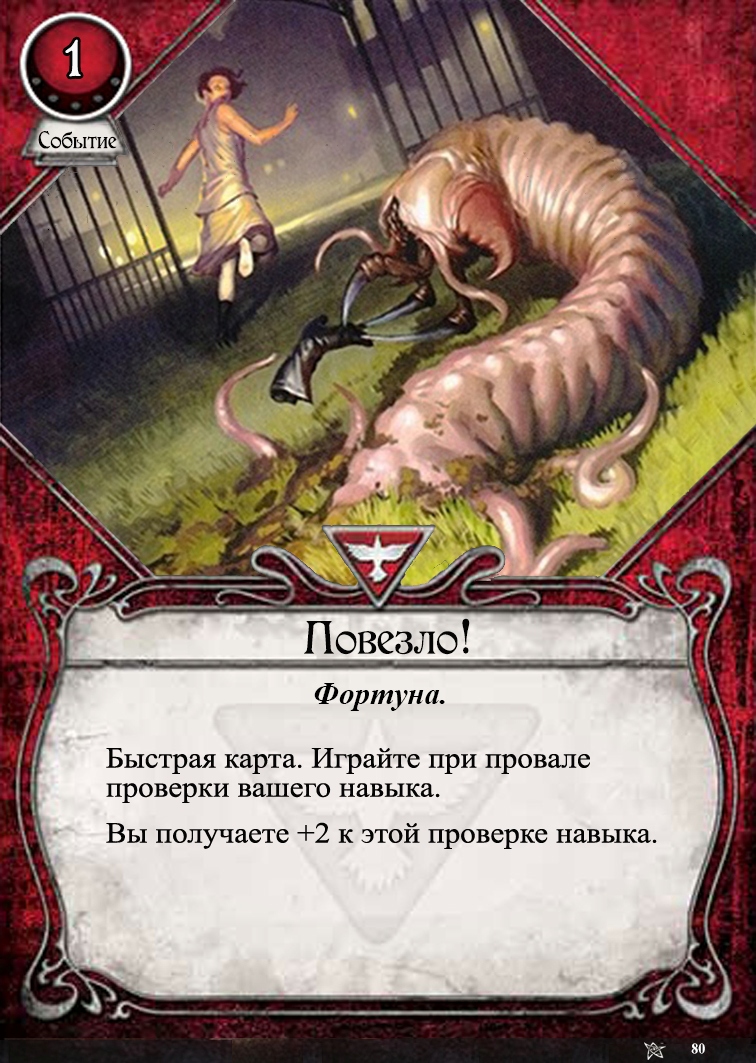 1
Событие
Повезло!
Фортуна.
Быстрая карта. Играйте при провале
проверки вашего навыка.
Вы получаете +2 к этой проверке навыка.
80